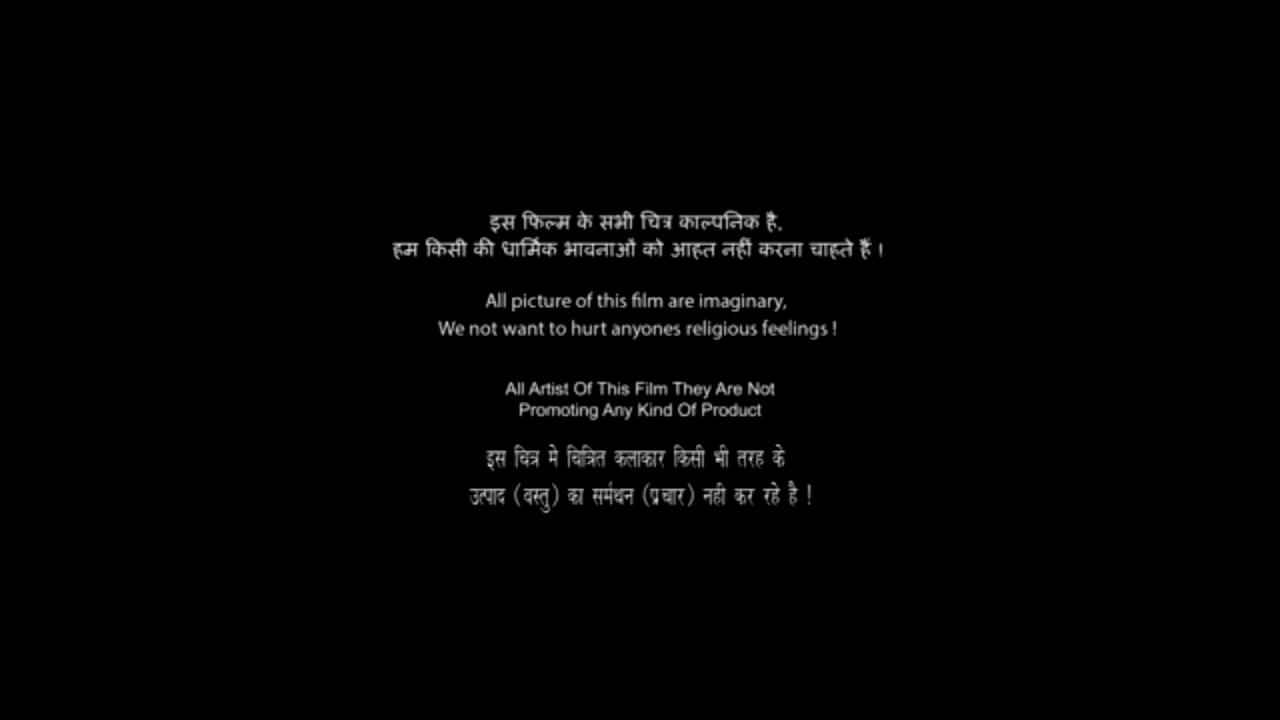 इस फिल्म के सभी चित्र काल्पनिक है,
हम किसी की धार्मिक भावनाओं को आहत नहीं करना चाहते हैं !
All picture of this film are imaginary,
We not want to hurt anyones religious feelings !
All Artist Of This Film They Are Not
Promoting Any Kind Of Product
इस चित्र मे चित्रित कलाकार किसी भी तरह के
उत्पाद (वस्तु) का सर्मथन (प्रचार) नही कर रहे है !